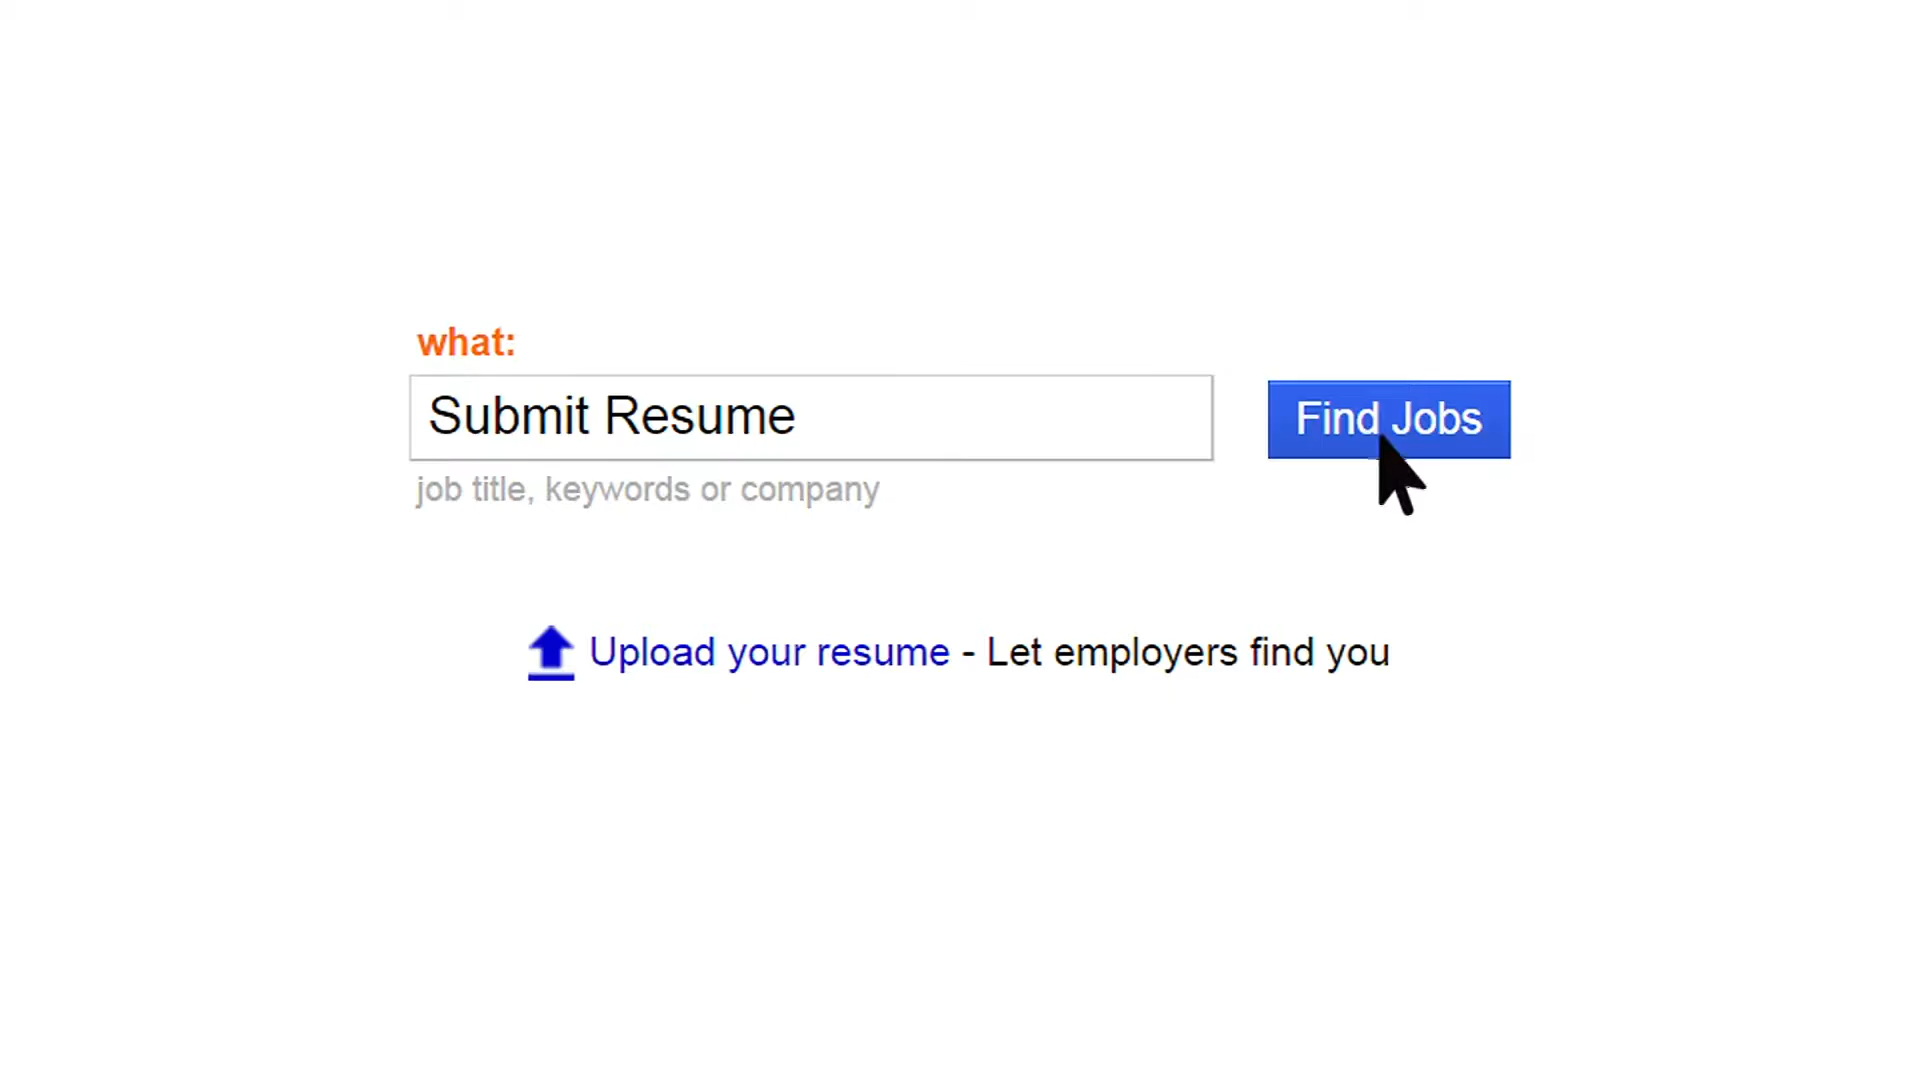 what:
Submit Resume
Find Jobs
job title, keywords or company
Upload your resume - Let employers find you